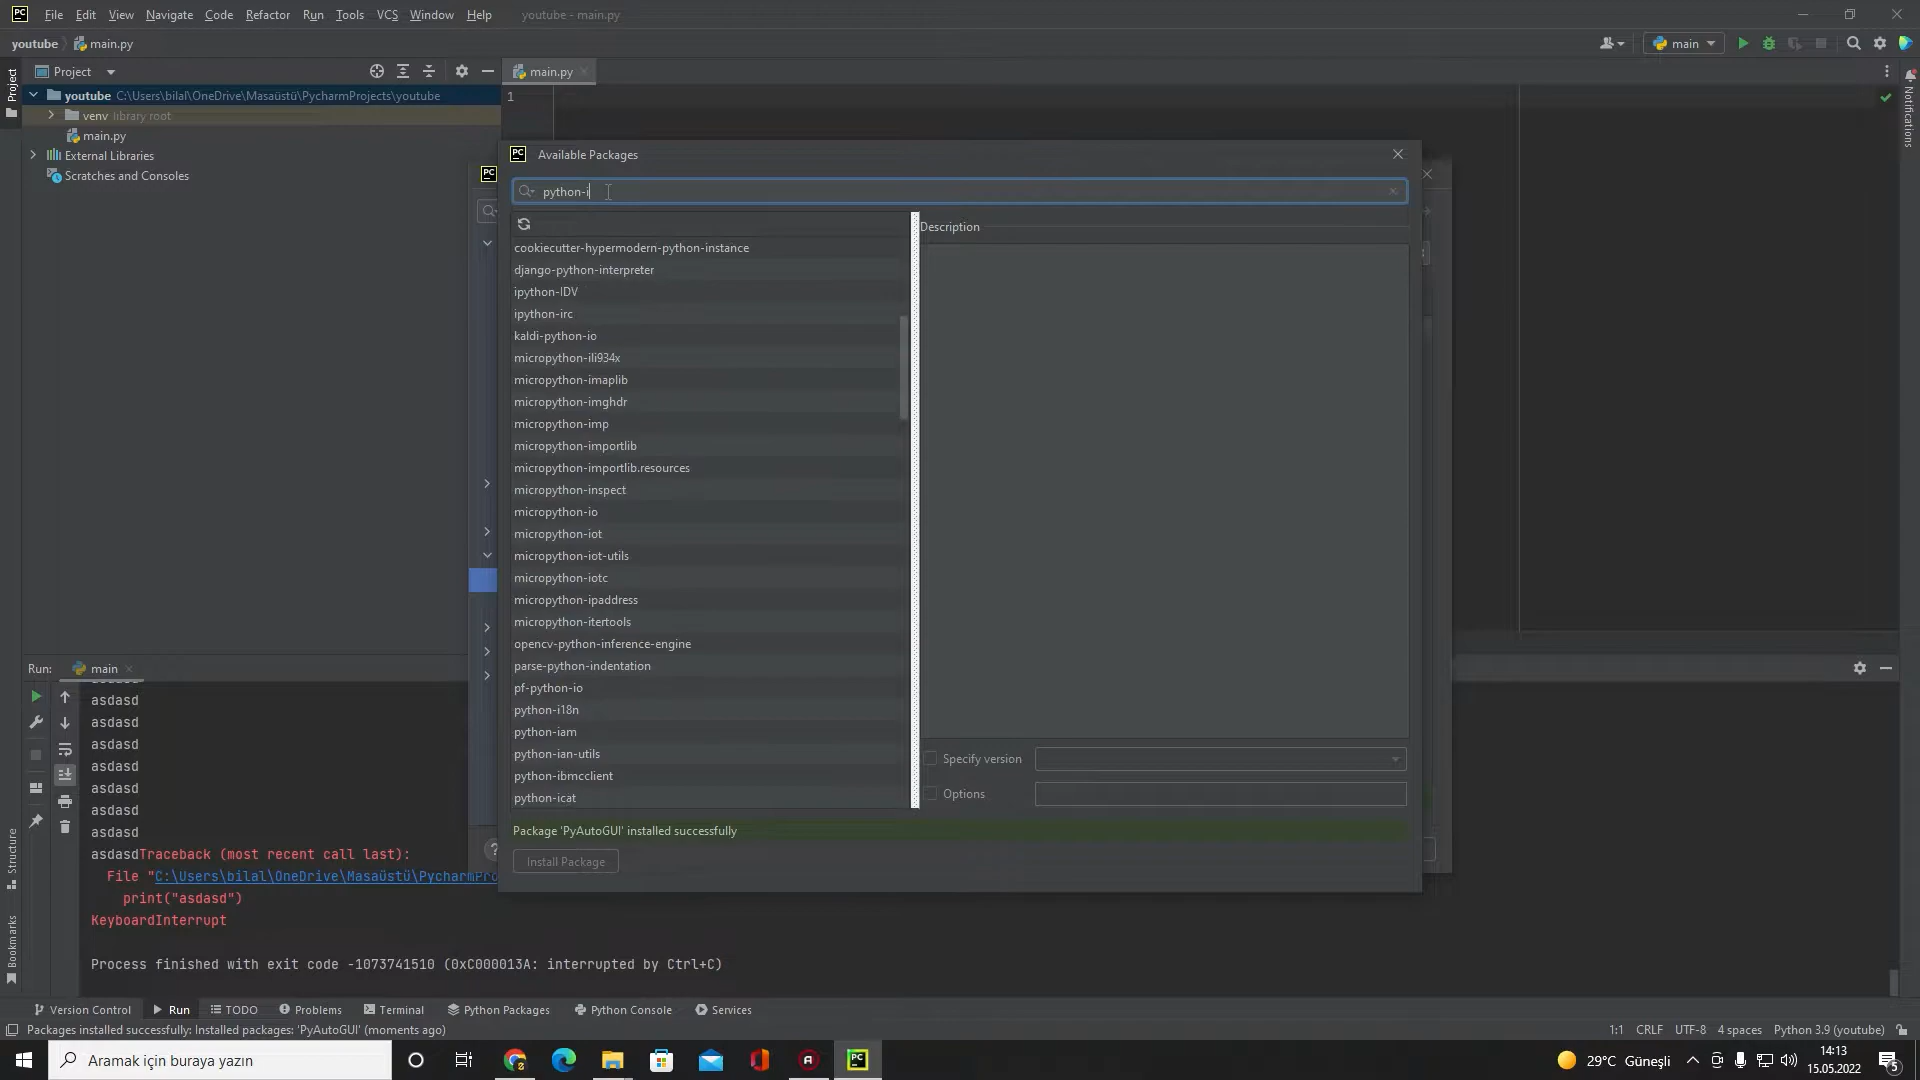 PC File Edit View Navigate Code Refactor Run Tools VCS Window Help youtube - main.py
youtube main.py main
Project Project main.py
youtube C:\Users\bilal\OneDrive\Masaüstü\PycharmProjects\youtube 1
venv library root
main.py
External Libraries
Scratches and Consoles
Notifications
PC Available Packages
PC
python-i
Description
cookiecutter-hypermodern-python-instance
django-python-interpreter
ipython-IDV
ipython-irc
kaldi-python-io
micropython-ili934x
micropython-imaplib
micropython-imghdr
micropython-imp
micropython-importlib
micropython-importlib.resources
micropython-inspect
micropython-io
micropython-iot
micropython-iot-utils
micropython-iotc
micropython-ipaddress
micropython-itertools
opencv-python-inference-engine
parse-python-indentation
pf-python-io
python-i18n
python-iam
python-ian-utils
python-ibmcclient
python-icat
Specify version
Options
Package 'PyAutoGUI' installed successfully
Install Package
?
Run: main
asdasd
asdasd
asdasd
asdasd
asdasd
asdasd
asdasd
asdasdTraceback (most recent call last):
File "C:\Users\bilal\OneDrive\Masaüstü\PycharmPro
print("asdasd")
KeyboardInterrupt
Process finished with exit code -1073741510 (0xC000013A: interrupted by Ctrl+C)
Structure
Bookmarks
Version Control Run TODO Problems Terminal Python Packages Python Console Services
Packages installed successfully: Installed packages: 'PyAutoGUI' (moments ago) 1:1 CRLF UTF-8 4 spaces Python 3.9 (youtube)
Aramak için buraya yazın PC 29°C Güneşli 14:13
15.05.2022 5